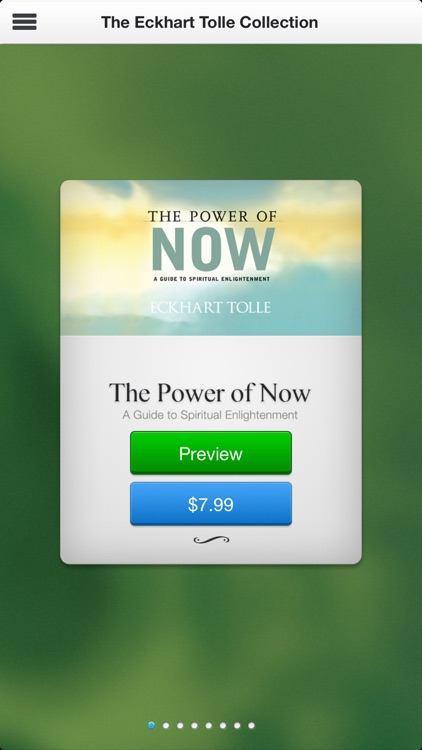 The Eckhart Tolle Collection
THE POWER OF
NOW
A GUIDE TO SPIRITUAL ENLIGHTENMENT
ECKHART TOLLE
The Power of Now
A Guide to Spiritual Enlightenment
Preview
$7.99